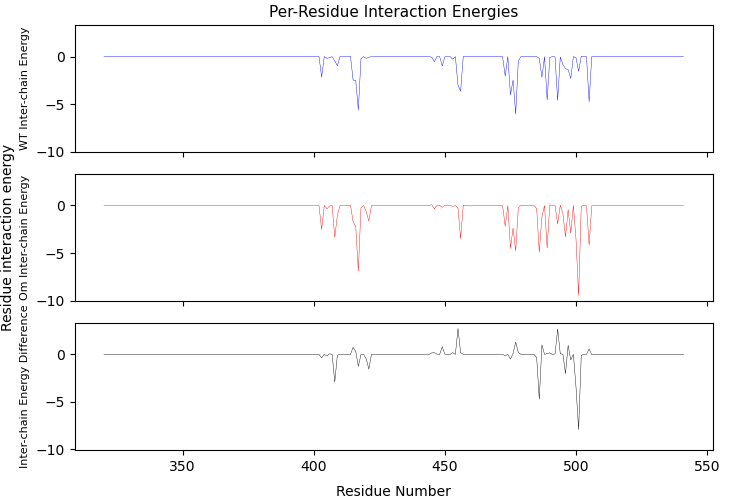 Per-Residue Interaction Energies
Residue interaction energy
WT Inter-chain Energy
0
−5
−10
Om Inter-chain Energy
0
−5
−10
Inter-chain Energy Difference
0
−5
−10
350 400 450 500 550
Residue Number